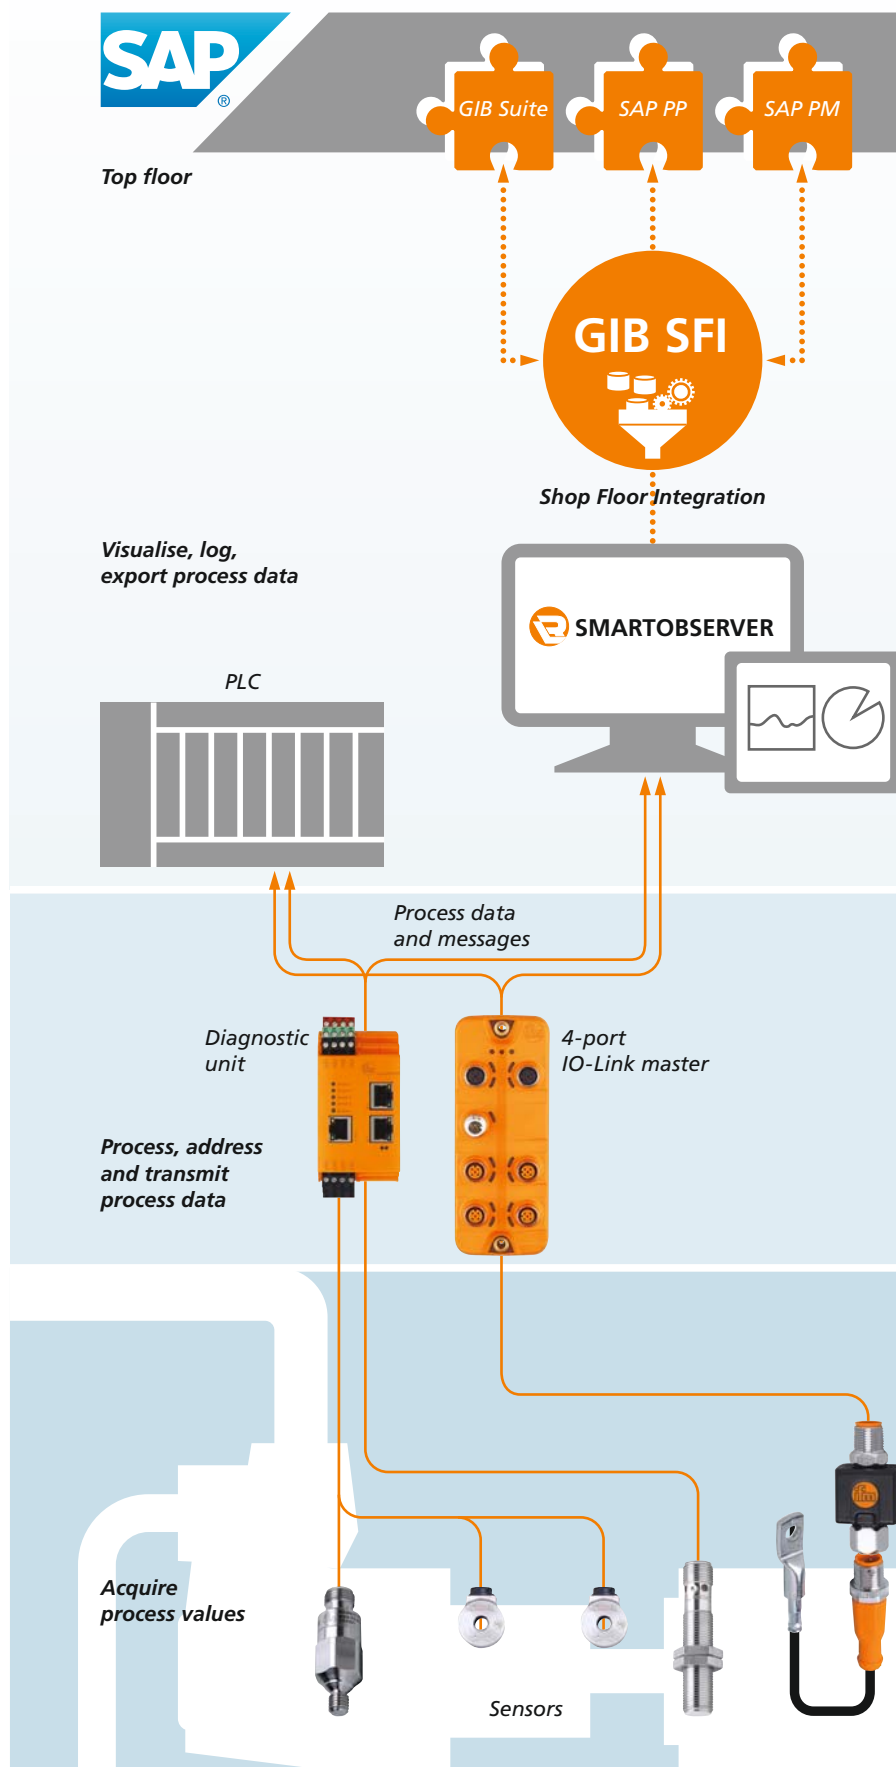 SAP
®
GIB Suite
SAP PP
SAP PM
Top floor
GIB SFI
Shop Floor Integration
Visualise, log,
export process data
SMARTOBSERVER
PLC
Process data
and messages
Diagnostic
unit
4-port
IO-Link master
Process, address
and transmit
process data
ifm
Acquire
process values
Sensors